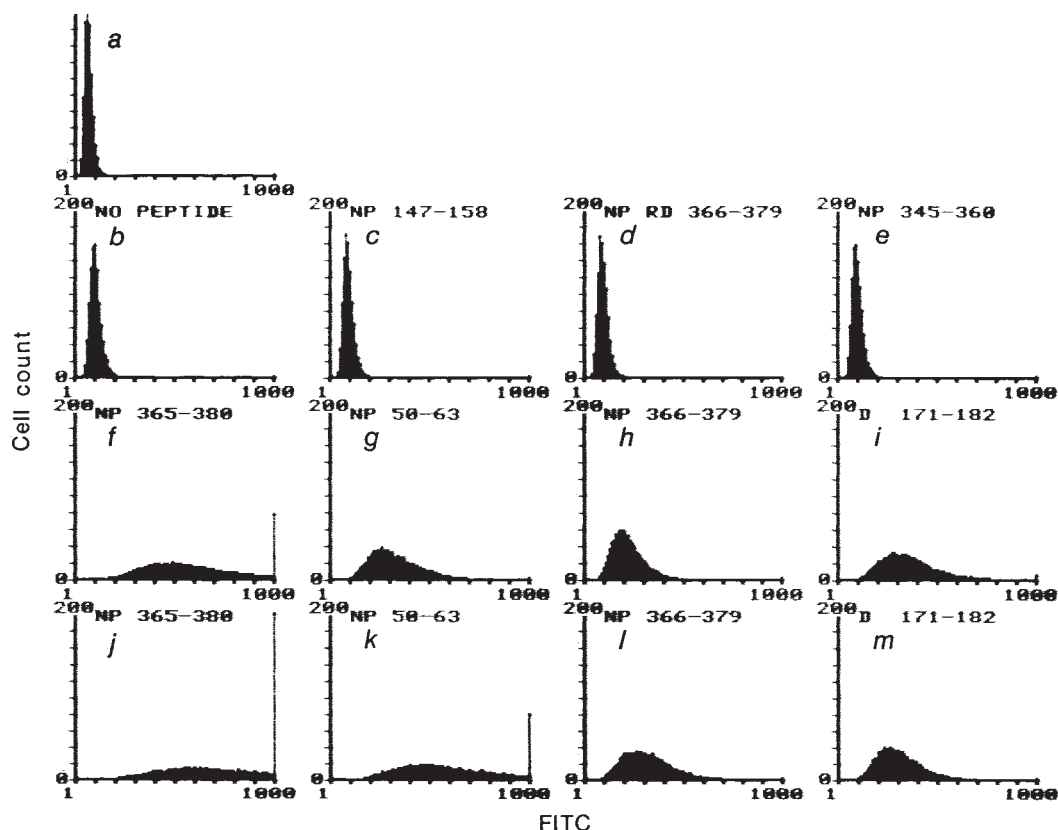 a
0
1 1000
200 NO PEPTIDE 200 NP 147-158 200 NP RD 366-379 200 NP 345-360
b c d e
0 0 0 0
1 1000 1 1000 1 1000 1 1000
200 NP 365-380 200 NP 50-63 200 NP 366-379 200 D 171-182
f g h i
0 0 0 0
1 1000 1 1000 1 1000 1 1000
200 NP 365-380 200 NP 50-63 200 NP 366-379 200 D 171-182
j k l m
0 0 0 0
1 1000 1 1000 1 1000 1 1000
Cell count
FITC